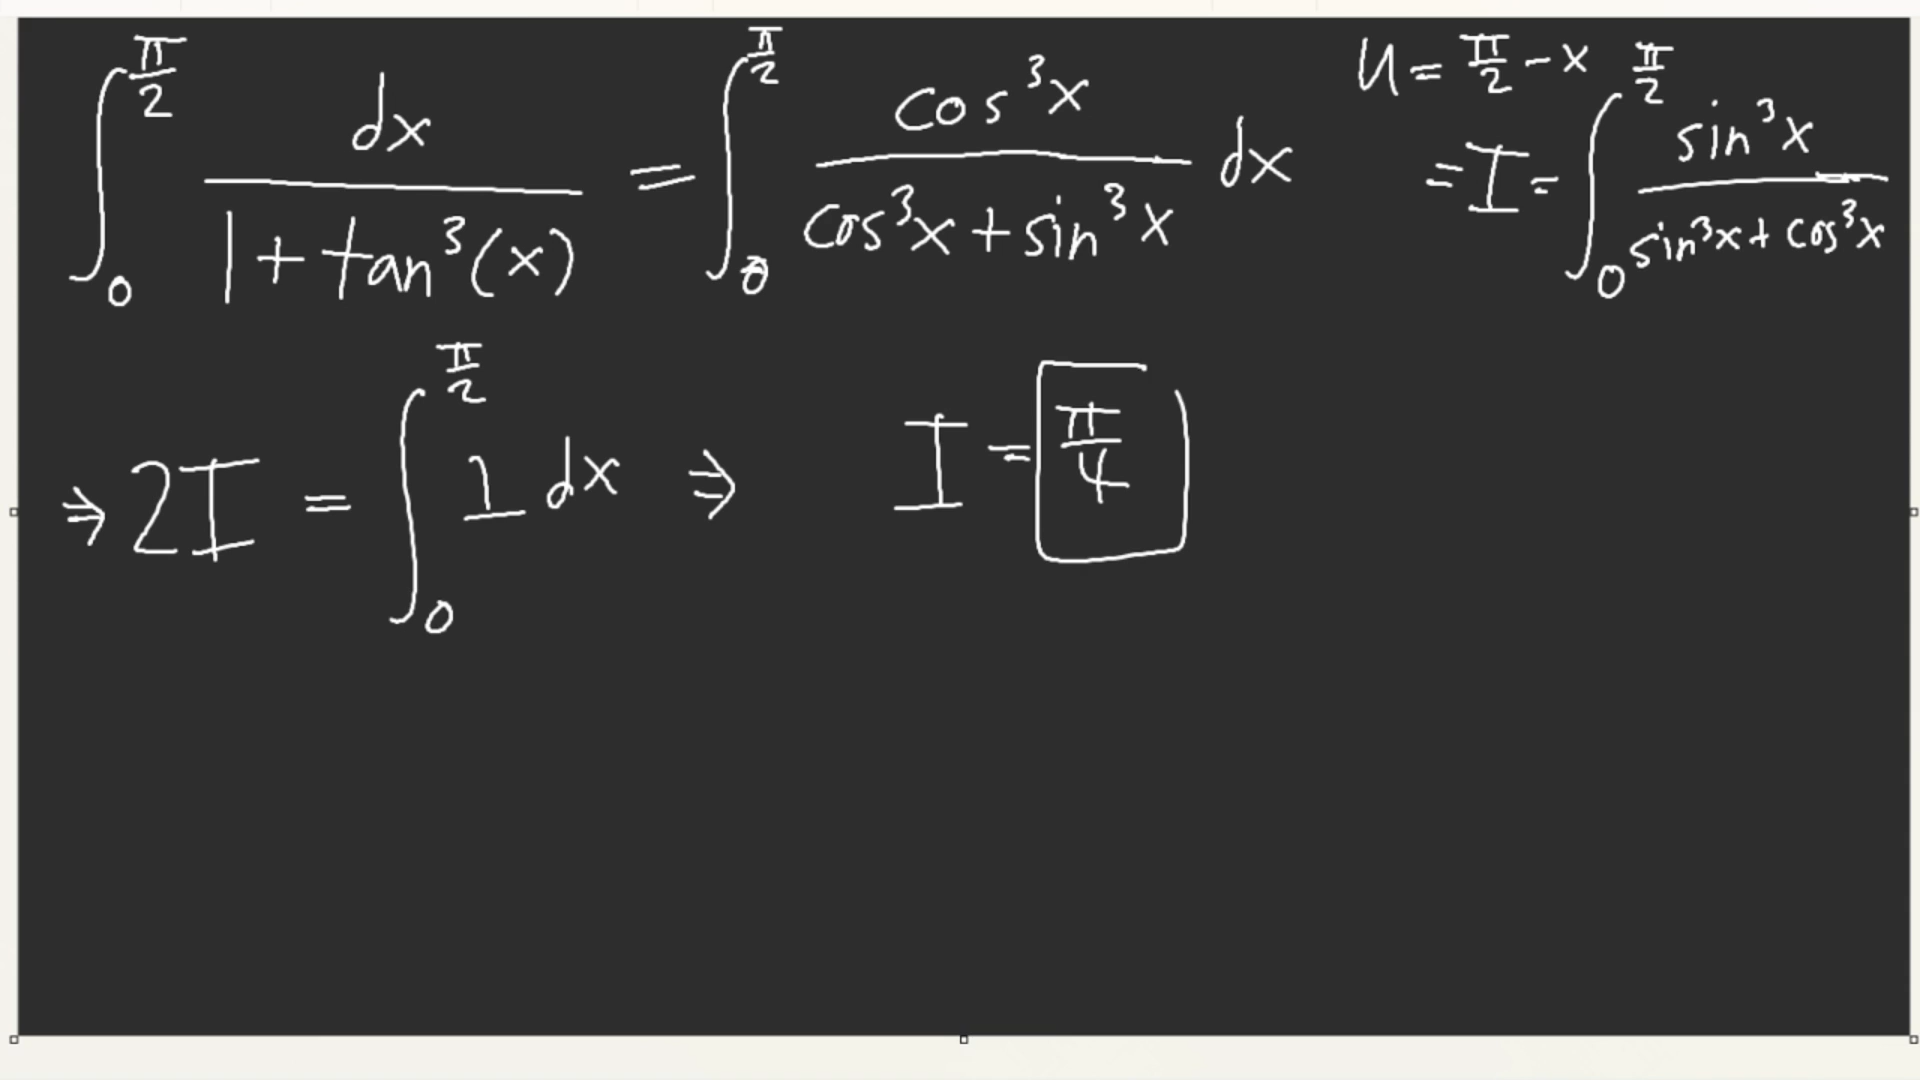 ∫₀^{π/2} dx / (1 + tan³(x)) = ∫₀^{π/2} cos³x / (cos³x + sin³x) dx = I = ∫₀^{π/2} sin³x / (sin³x + cos³x)
u = π/2 - x
⇒ 2I = ∫₀^{π/2} 1 dx ⇒ I = π/4